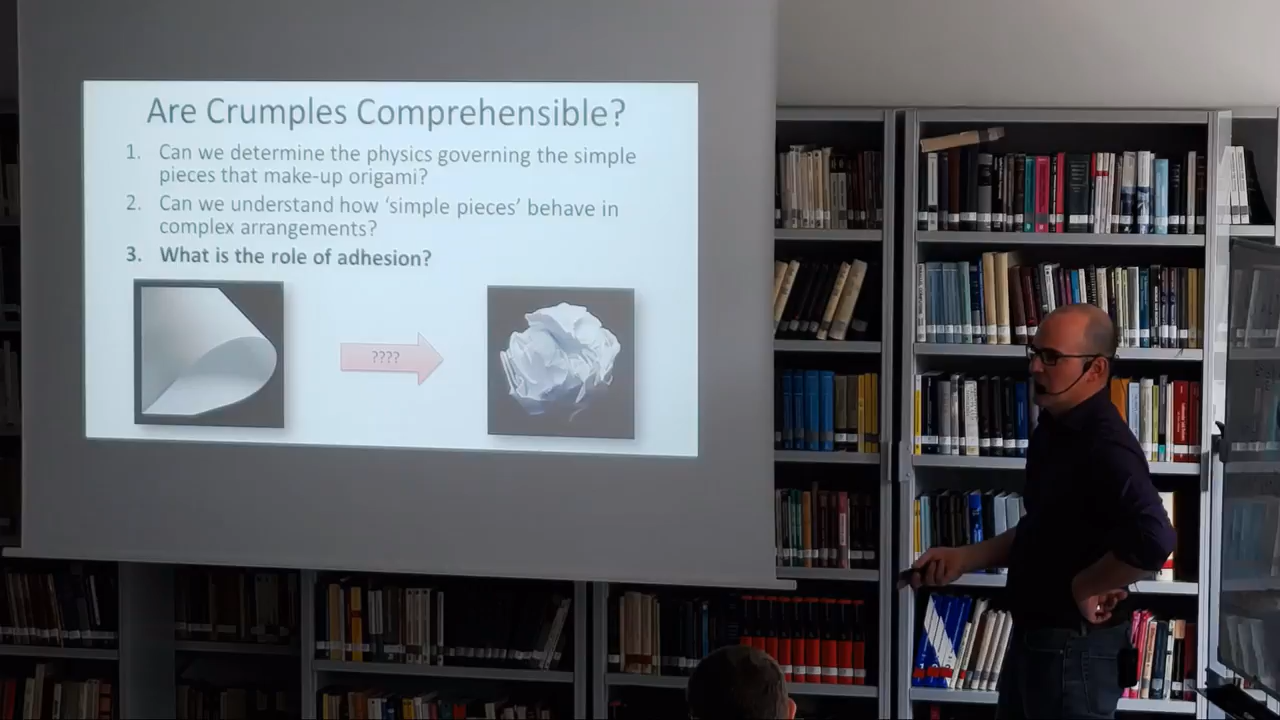 Are Crumples Comprehensible?
1. Can we determine the physics governing the simple
pieces that make-up origami?
2. Can we understand how ‘simple pieces’ behave in
complex arrangements?
3. What is the role of adhesion?
????